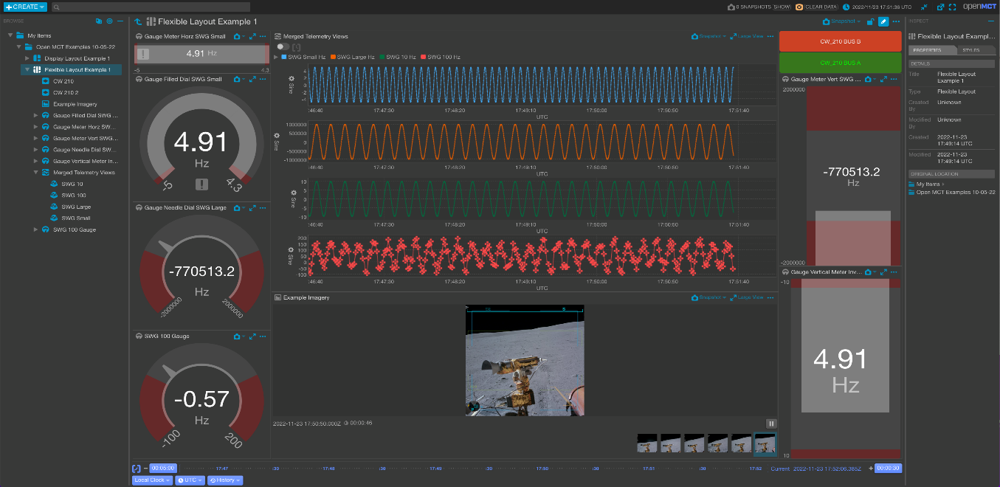 CREATE
0 SNAPSHOTS [SHOW]
CLEAR DATA
2022/11/23 17:51:36 UTC
openMCT
BROWSE
My Items
Open MCT Examples 10-05-22
Display Layout Example 1
Flexible Layout Example 1
CW 210
CW 210 2
Example Imagery
Gauge Filled Dial SWG ...
Gauge Meter Horz SW...
Gauge Meter Vert SWG...
Gauge Needle Dial SW...
Gauge Vertical Meter In...
Merged Telemetry Views
SWG 10
SWG 100
SWG Large
SWG Small
SWG 100 Gauge
Flexible Layout Example 1
Snapshot
Gauge Meter Horz SWG Small
4.91 Hz
-5
4.3
Gauge Filled Dial SWG Small
4.91
Hz
-5
4.3
Gauge Needle Dial SWG Large
-770513.2
Hz
-2000000
2000000
SWG 100 Gauge
-0.57
Hz
-100
200
Merged Telemetry Views
Snapshot
Large View
SWG Small Hz
SWG Large Hz
SWG 10 Hz
SWG 100 Hz
Sine
4
2
0
-2
-4
:46:40
17:47:30
17:48:20
17:49:10
17:50:00
17:50:50
17:51:40
UTC
Sine
1000000
500000
0
-500000
-1000000
:46:40
17:47:30
17:48:20
17:49:10
17:50:00
17:50:50
17:51:40
UTC
Sine
10
5
0
-5
-10
:46:40
17:47:30
17:48:20
17:49:10
17:50:00
17:50:50
17:51:40
UTC
Sine
200
150
100
50
0
-50
-100
:46:40
17:47:30
17:48:20
17:49:10
17:50:00
17:50:50
17:51:40
UTC
Example Imagery
Snapshot
Large View
SE
S
2022-11-23 17:50:50.000Z
00:00:46
CW_210 BUS B
CW_210 BUS A
Gauge Meter Vert SWG ...
2000000
-770513.2
Hz
-2000000
Gauge Vertical Meter Inv...
-10
4.91
Hz
10
INSPECT
Flexible Layout Exampl...
PROPERTIES
STYLES
DETAILS
Title
Flexible Layout
Example 1
Type
Flexible Layout
Created
By
Unknown
Modified
By
Unknown
Created
2022-11-23
17:49:14 UTC
Modified
2022-11-23
17:49:14 UTC
ORIGINAL LOCATION
My Items
Open MCT Examples 10-05-22
00:05:00
17:47
:30
17:48
:30
17:49
:30
17:50
:30
17:51
:30
17:52
Current
2022-11-23 17:52:06.385Z
+
00:00:30
Local Clock
UTC
History